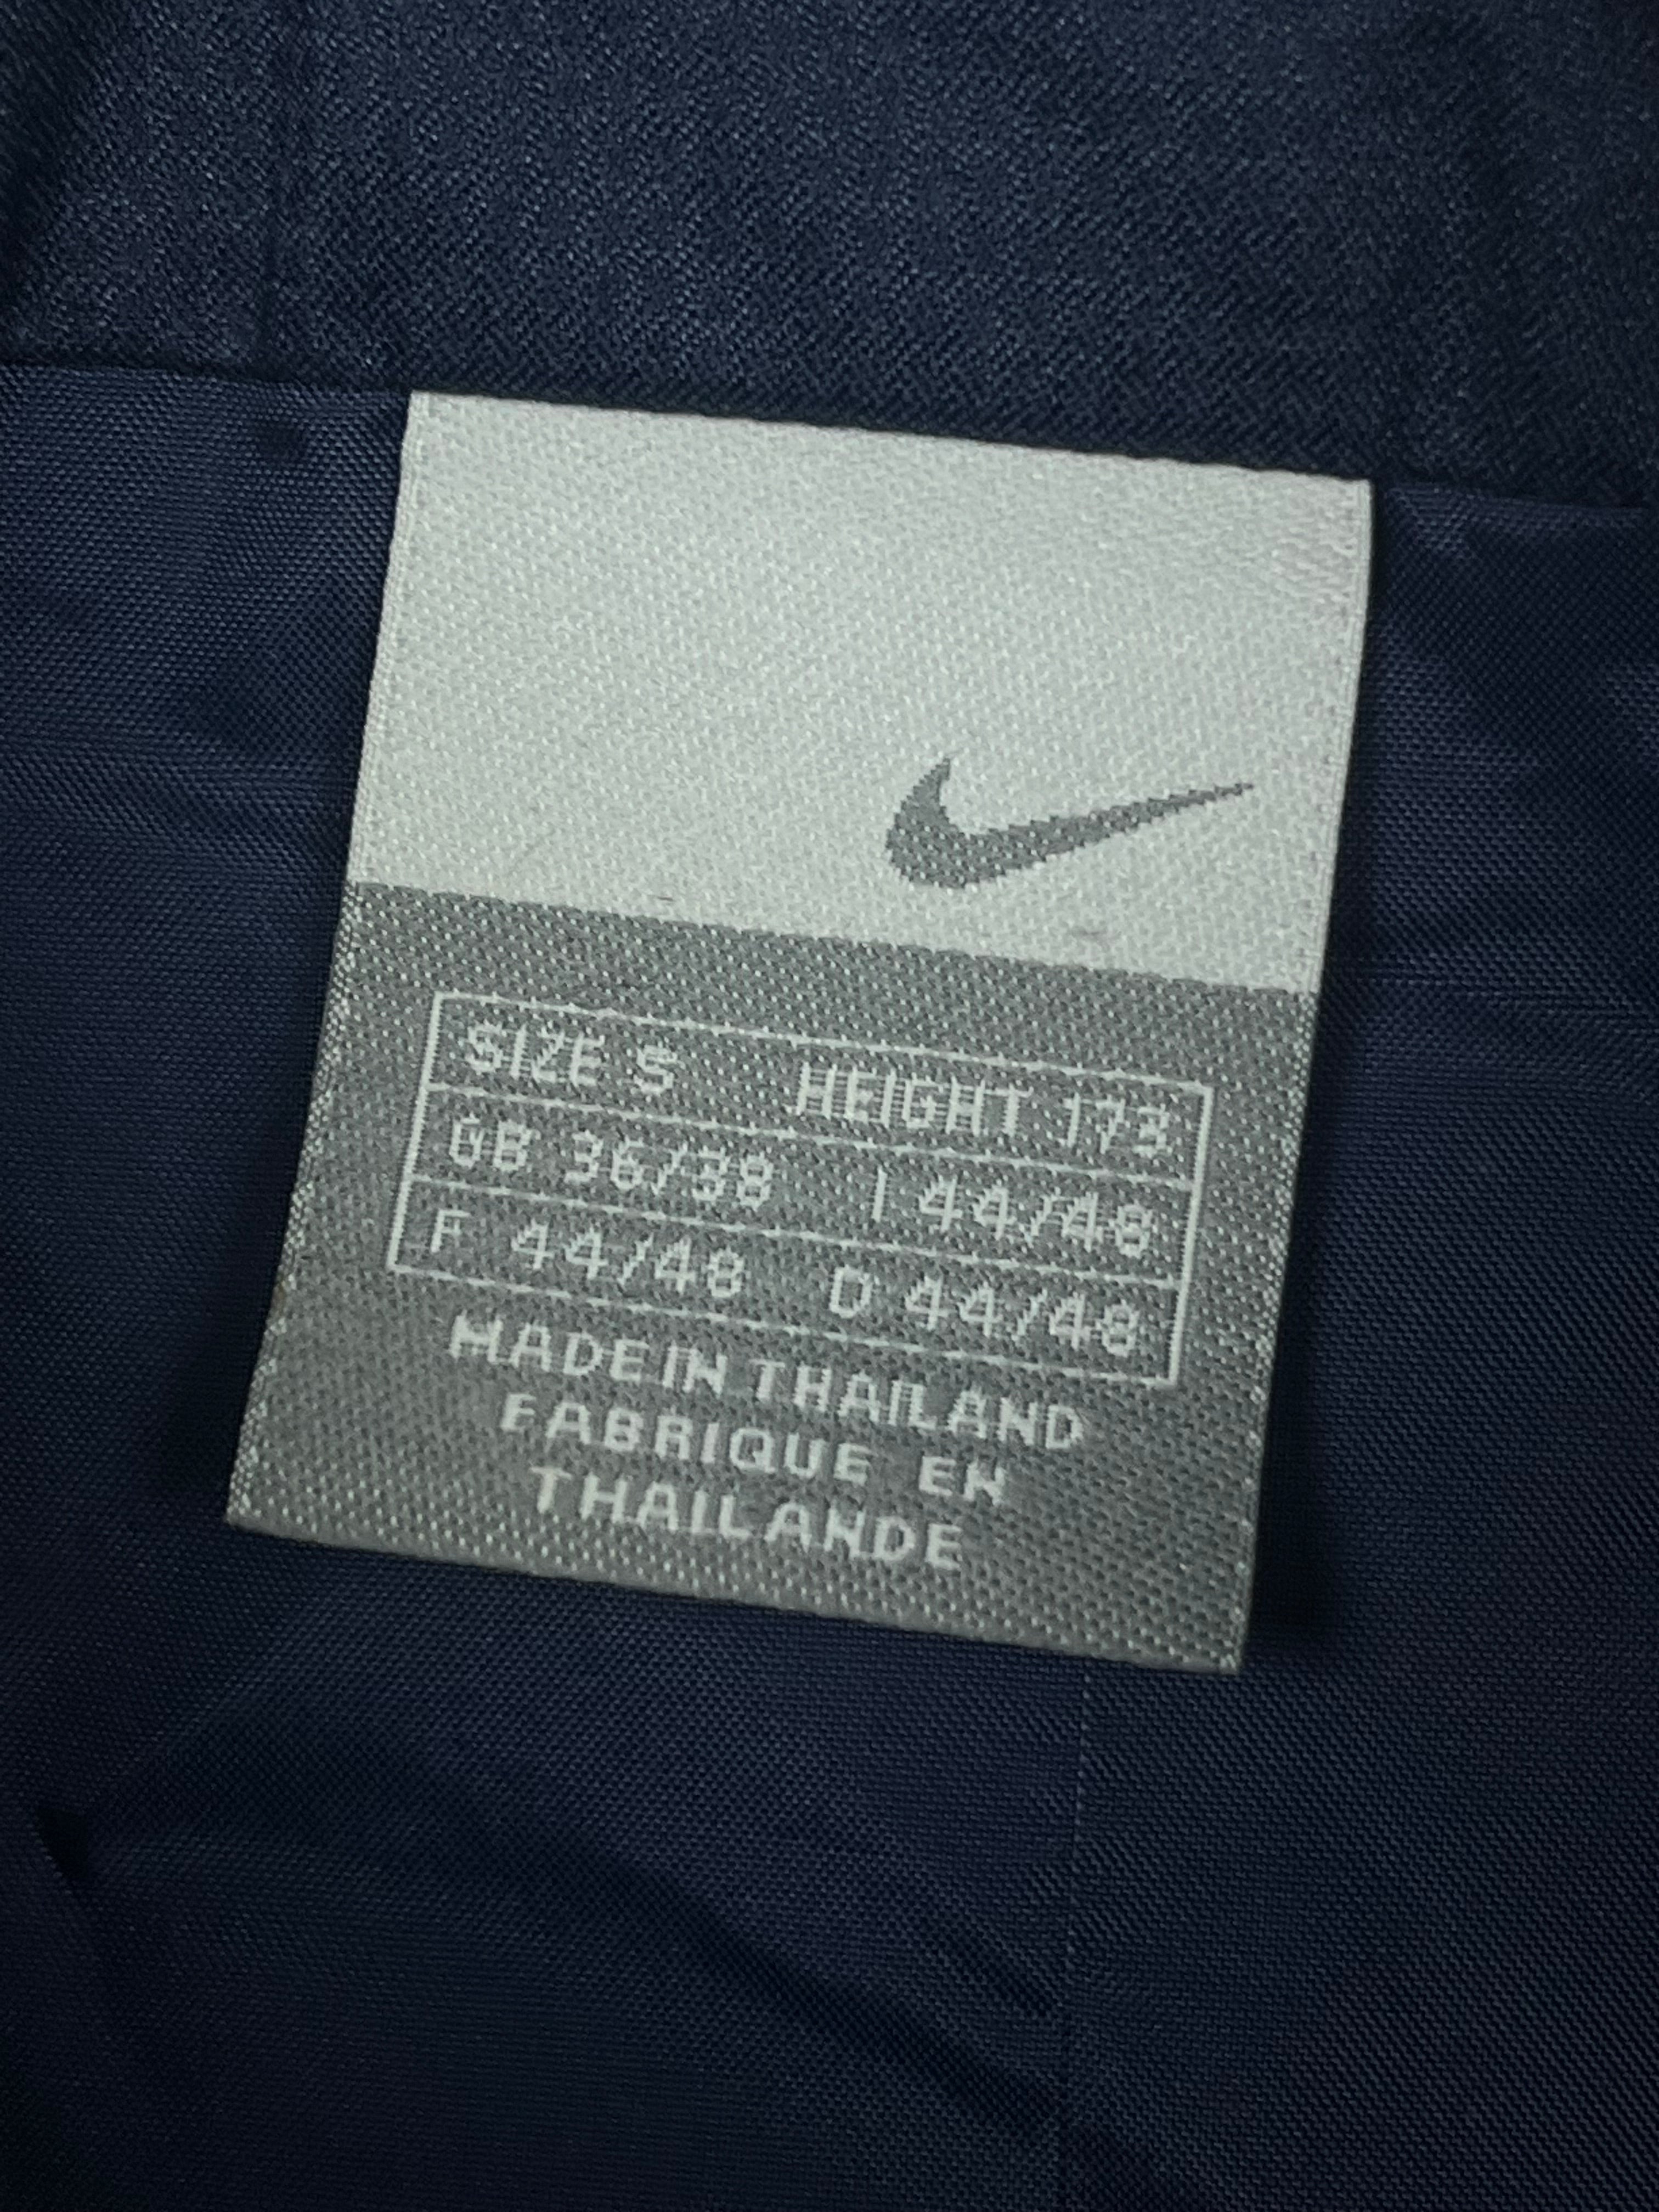 SIZE S HEIGHT 173
GB 36/38 I 44/48
F 44/48 D 44/48
MADE IN THAILAND
FABRIQUE EN
THAILANDE